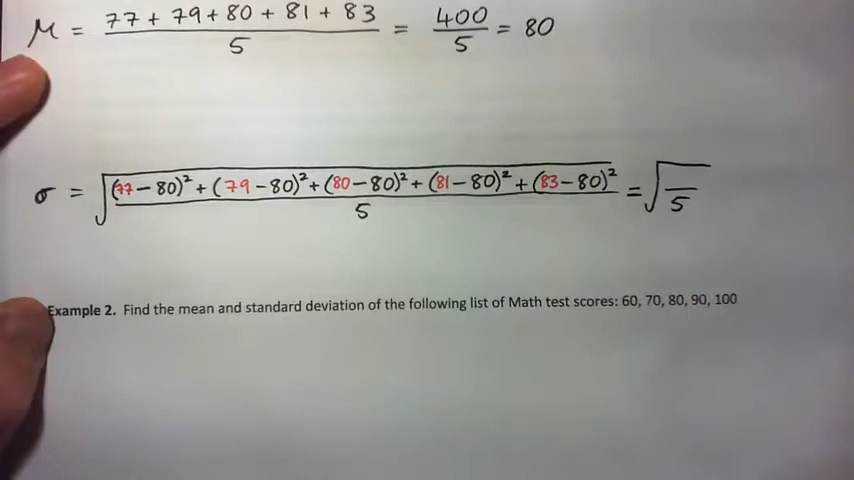 μ = (77 + 79 + 80 + 81 + 83)/5 = 400/5 = 80
σ = √((77 − 80)² + (79 − 80)² + (80 − 80)² + (81 − 80)² + (83 − 80)²)/5 = √ /5
Example 2. Find the mean and standard deviation of the following list of Math test scores: 60, 70, 80, 90, 100